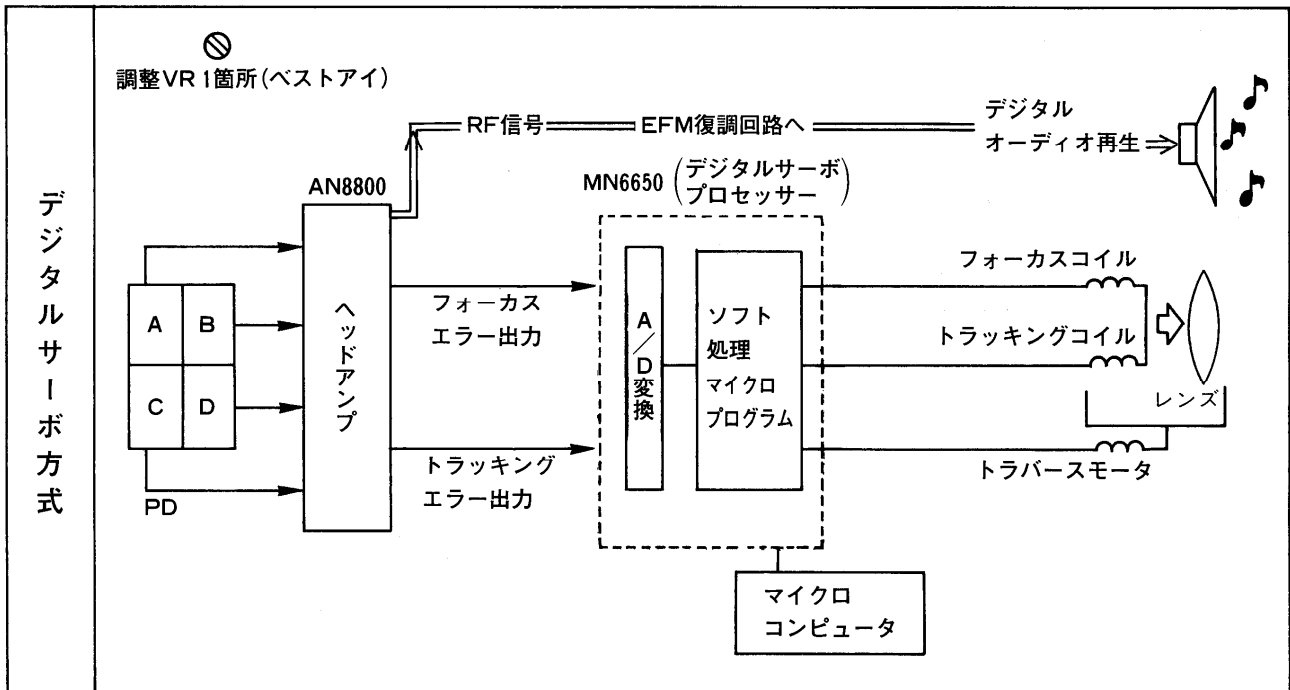 デジタルサーボ方式
調整VR 1箇所(ベストアイ)
RF信号
EFM復調回路へ
デジタル
オーディオ再生
AN8800
MN6650
(デジタルサーボ
プロセッサー)
A
B
C
D
PD
ヘッドアンプ
フォーカス
エラー出力
トラッキング
エラー出力
A/D変換
ソフト
処理
マイクロ
プログラム
フォーカスコイル
トラッキングコイル
レンズ
トラバースモータ
マイクロ
コンピュータ